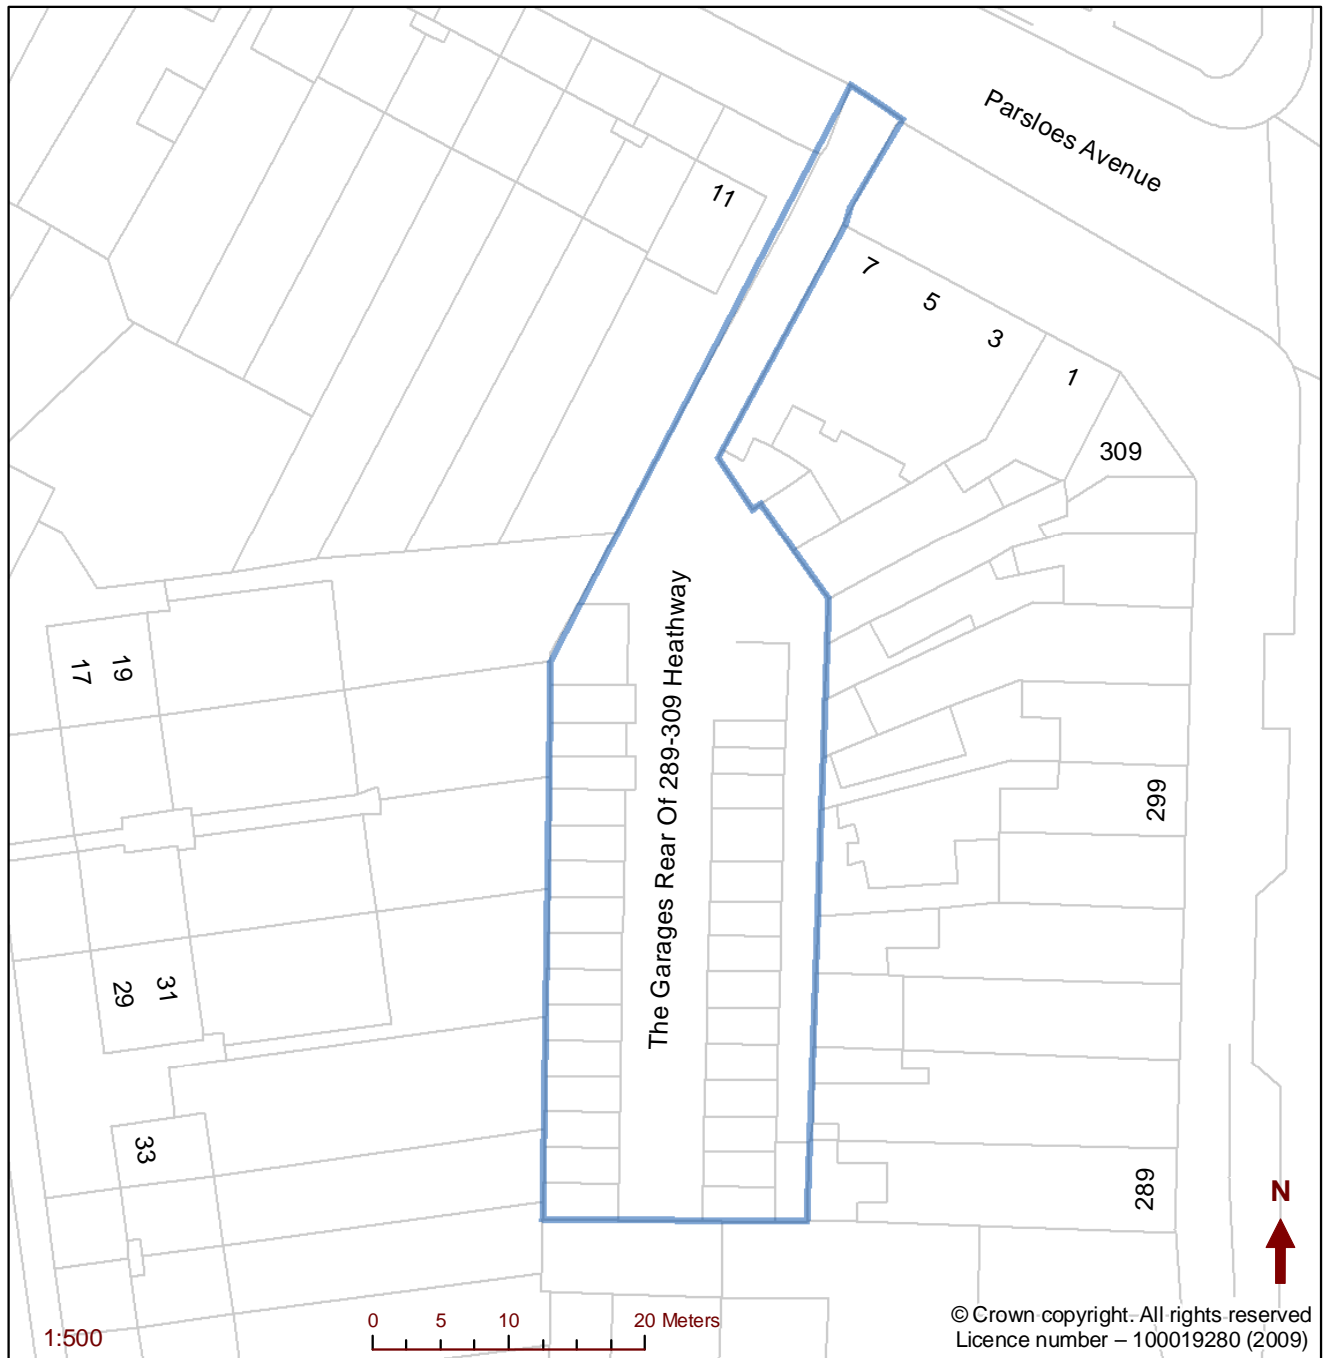 Parsloes Avenue
11
7
5
3
1
309
The Garages Rear Of 289-309 Heathway
19
17
299
31
29
33
289
N
0 5 10 20 Meters
1:500
© Crown copyright. All rights reserved
Licence number – 100019280 (2009)